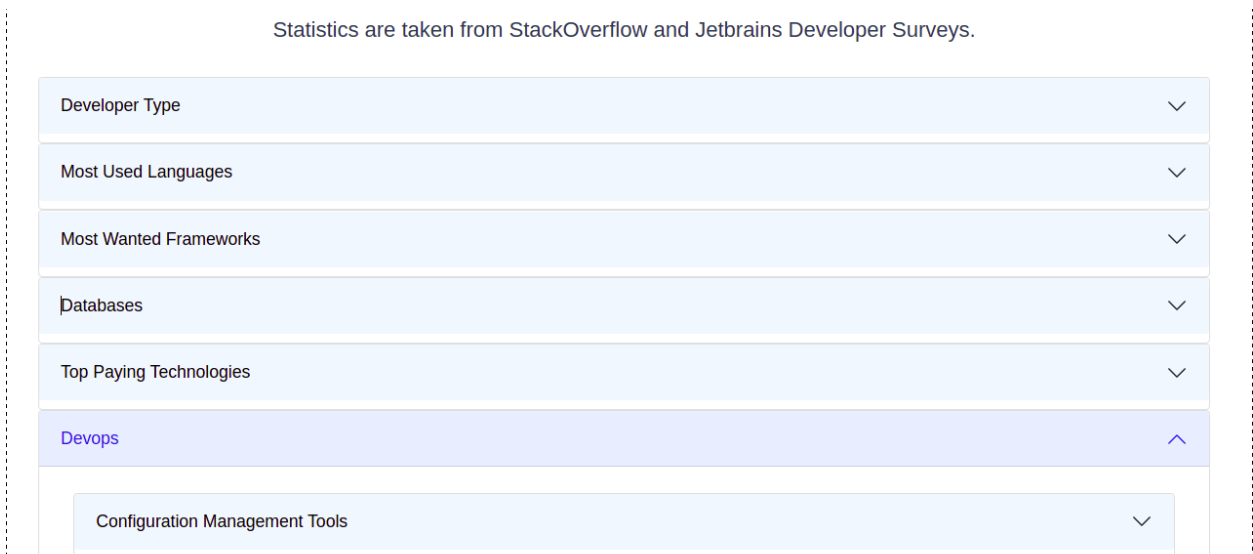 Statistics are taken from StackOverflow and Jetbrains Developer Surveys.
Developer Type
Most Used Languages
Most Wanted Frameworks
Databases
Top Paying Technologies
Devops
Configuration Management Tools